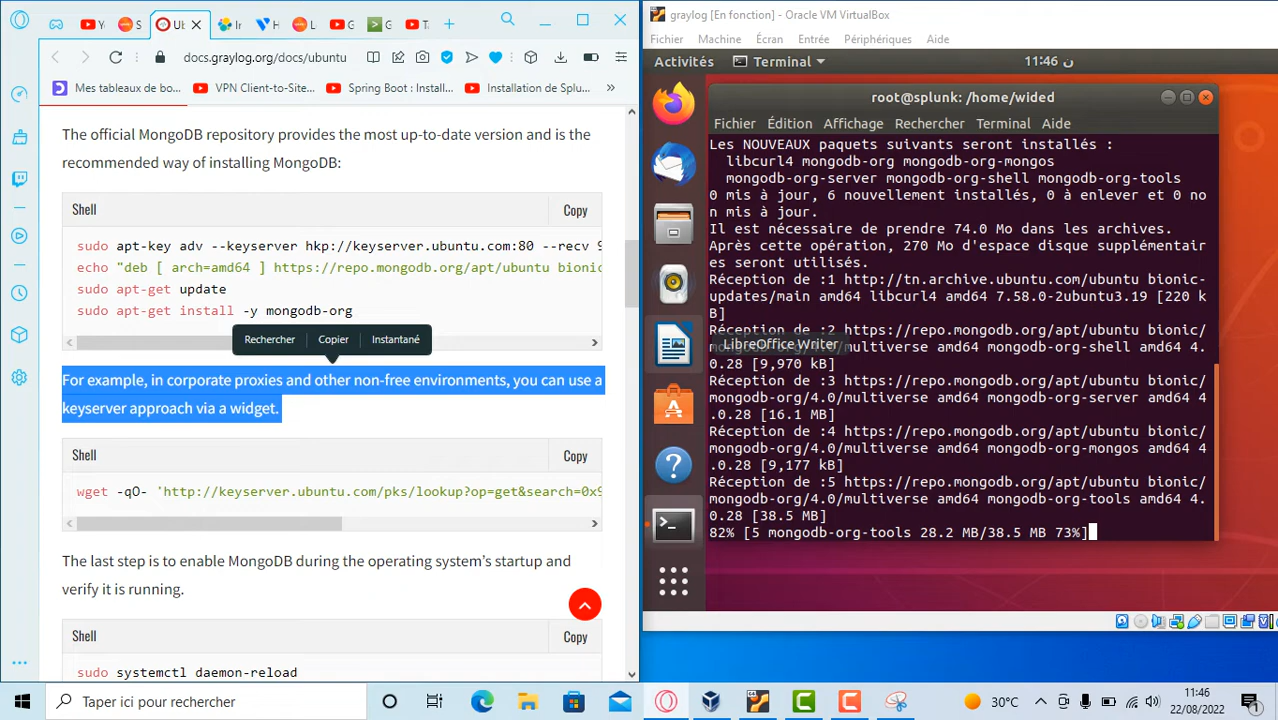 Yo
S
Ub
In
H
L
G
G
T
docs.graylog.org/docs/ubuntu
Mes tableaux de bo...
VPN Client-to-Site...
Spring Boot : Install...
Installation de Splu...
»
The official MongoDB repository provides the most up-to-date version and is the
recommended way of installing MongoDB:
Shell
Copy
sudo apt-key adv --keyserver hkp://keyserver.ubuntu.com:80 --recv 9
echo "deb [ arch=amd64 ] https://repo.mongodb.org/apt/ubuntu bionic
sudo apt-get update
sudo apt-get install -y mongodb-org
Rechercher
Copier
Instantané
For example, in corporate proxies and other non-free environments, you can use a
keyserver approach via a widget.
Shell
Copy
wget -qO- 'http://keyserver.ubuntu.com/pks/lookup?op=get&search=0x9
The last step is to enable MongoDB during the operating system's startup and
verify it is running.
Shell
Copy
sudo systemctl daemon-reload
graylog [En fonction] - Oracle VM VirtualBox
Fichier Machine Écran Entrée Périphériques Aide
Activités
Terminal
11:46 ن
root@splunk: /home/wided
Fichier Édition Affichage Rechercher Terminal Aide
Les NOUVEAUX paquets suivants seront installés :
libcurl4 mongodb-org mongodb-org-mongos
mongodb-org-server mongodb-org-shell mongodb-org-tools
0 mis à jour, 6 nouvellement installés, 0 à enlever et 0 no
n mis à jour.
Il est nécessaire de prendre 74.0 Mo dans les archives.
Après cette opération, 270 Mo d'espace disque supplémentair
es seront utilisés.
Réception de :1 http://tn.archive.ubuntu.com/ubuntu bionic-
updates/main amd64 libcurl4 amd64 7.58.0-2ubuntu3.19 [220 k
B]
Réception de :2 https://repo.mongodb.org/apt/ubuntu bionic/
multiverse amd64 mongodb-org-shell amd64 4.
LibreOffice Writer
0.28 [9,970 kB]
Réception de :3 https://repo.mongodb.org/apt/ubuntu bionic/
mongodb-org/4.0/multiverse amd64 mongodb-org-server amd64 4
.0.28 [16.1 MB]
Réception de :4 https://repo.mongodb.org/apt/ubuntu bionic/
mongodb-org/4.0/multiverse amd64 mongodb-org-mongos amd64 4
.0.28 [9,177 kB]
Réception de :5 https://repo.mongodb.org/apt/ubuntu bionic/
mongodb-org/4.0/multiverse amd64 mongodb-org-tools amd64 4.
0.28 [38.5 MB]
82% [5 mongodb-org-tools 28.2 MB/38.5 MB 73%]
Taper ici pour rechercher
30°C
11:46
22/08/2022
1